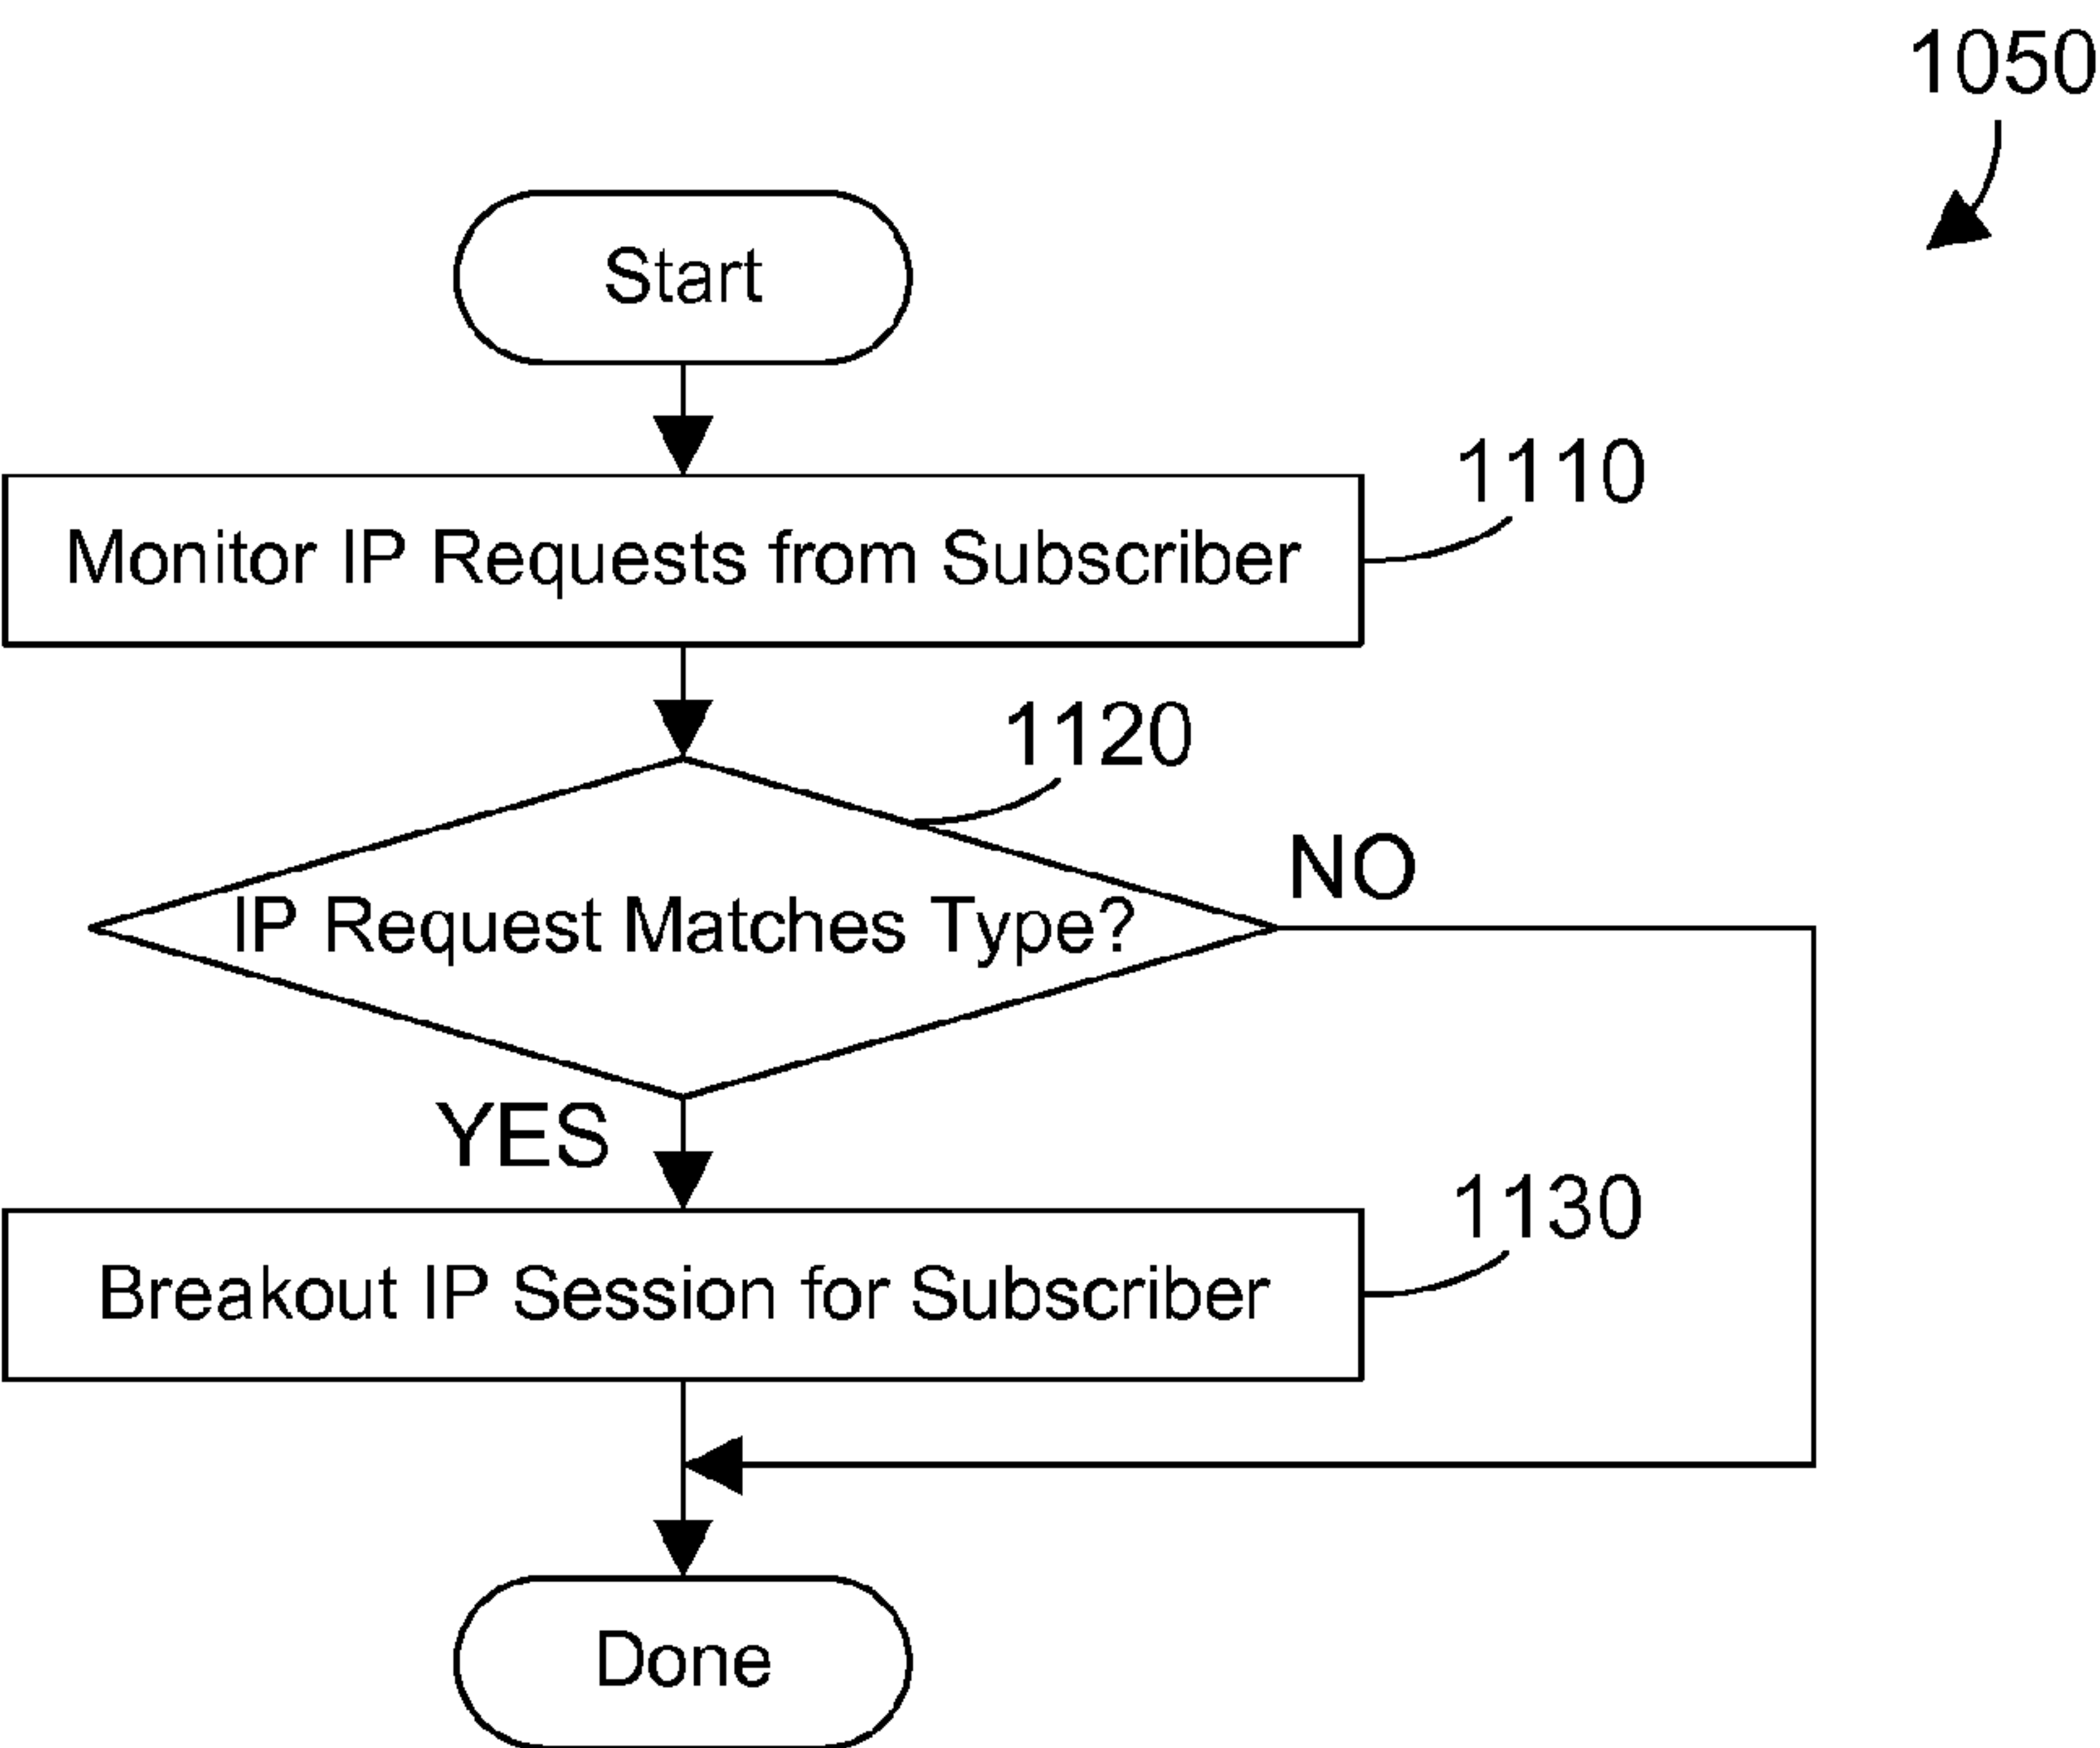 1050
Start
1110
Monitor IP Requests from Subscriber
1120
NO
IP Request Matches Type?
YES
1130
Breakout IP Session for Subscriber
Done